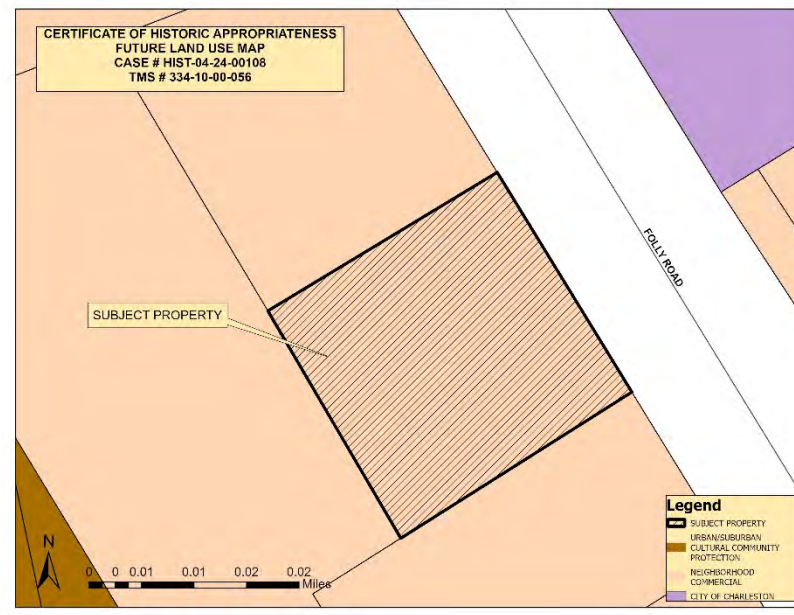 CERTIFICATE OF HISTORIC APPROPRIATENESS
FUTURE LAND USE MAP
CASE # HIST-04-24-00108
TMS # 334-10-00-056
FOLLY ROAD
SUBJECT PROPERTY
N
0 0 0.01 0.01 0.02 0.02
Miles
Legend
SUBJECT PROPERTY
URBAN/SUBURBAN
CULTURAL COMMUNITY
PROTECTION
NEIGHBORHOOD
COMMERCIAL
CITY OF CHARLESTON